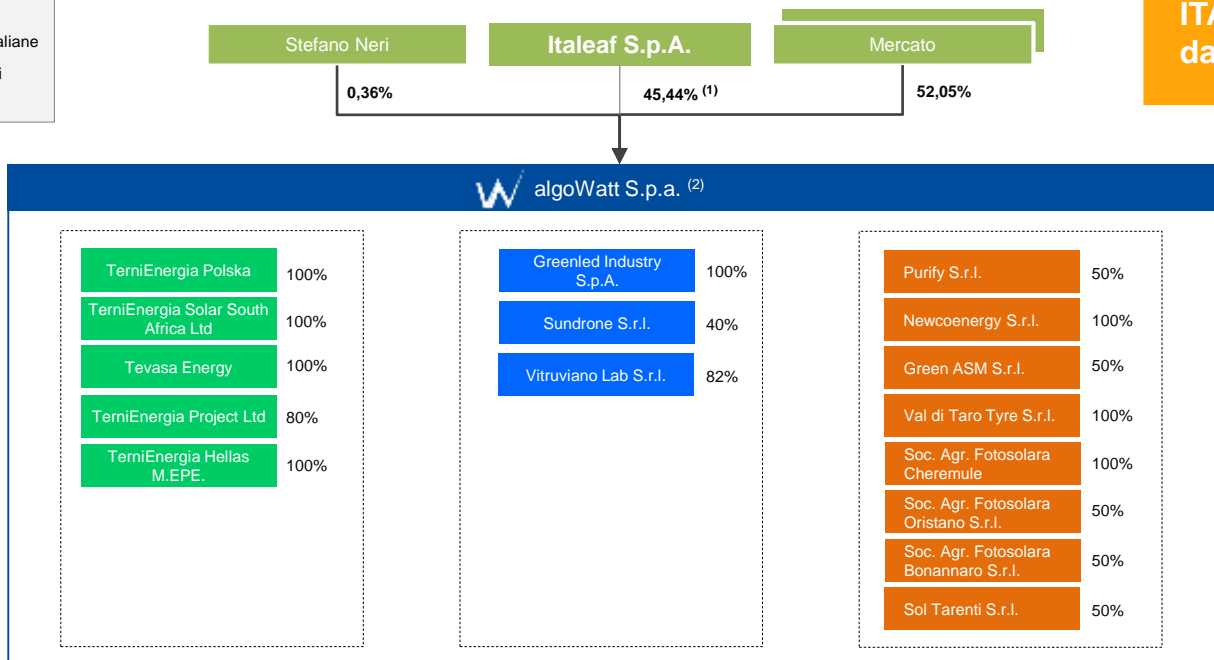 aliane
i
ITA
da
Stefano Neri
Italeaf S.p.A.
Mercato
0,36%
45,44% (1)
52,05%
algoWatt S.p.a. (2)
TerniEnergia Polska
100%
TerniEnergia Solar South
Africa Ltd
100%
Tevasa Energy
100%
TerniEnergia Project Ltd
80%
TerniEnergia Hellas
M.EPE.
100%
Greenled Industry
S.p.A.
100%
Sundrone S.r.l.
40%
Vitruviano Lab S.r.l.
82%
Purify S.r.l.
50%
Newcoenergy S.r.l.
100%
Green ASM S.r.l.
50%
Val di Taro Tyre S.r.l.
100%
Soc. Agr. Fotosolara
Cheremule
100%
Soc. Agr. Fotosolara
Oristano S.r.l.
50%
Soc. Agr. Fotosolara
Bonannaro S.r.l.
50%
Sol Tarenti S.r.l.
50%